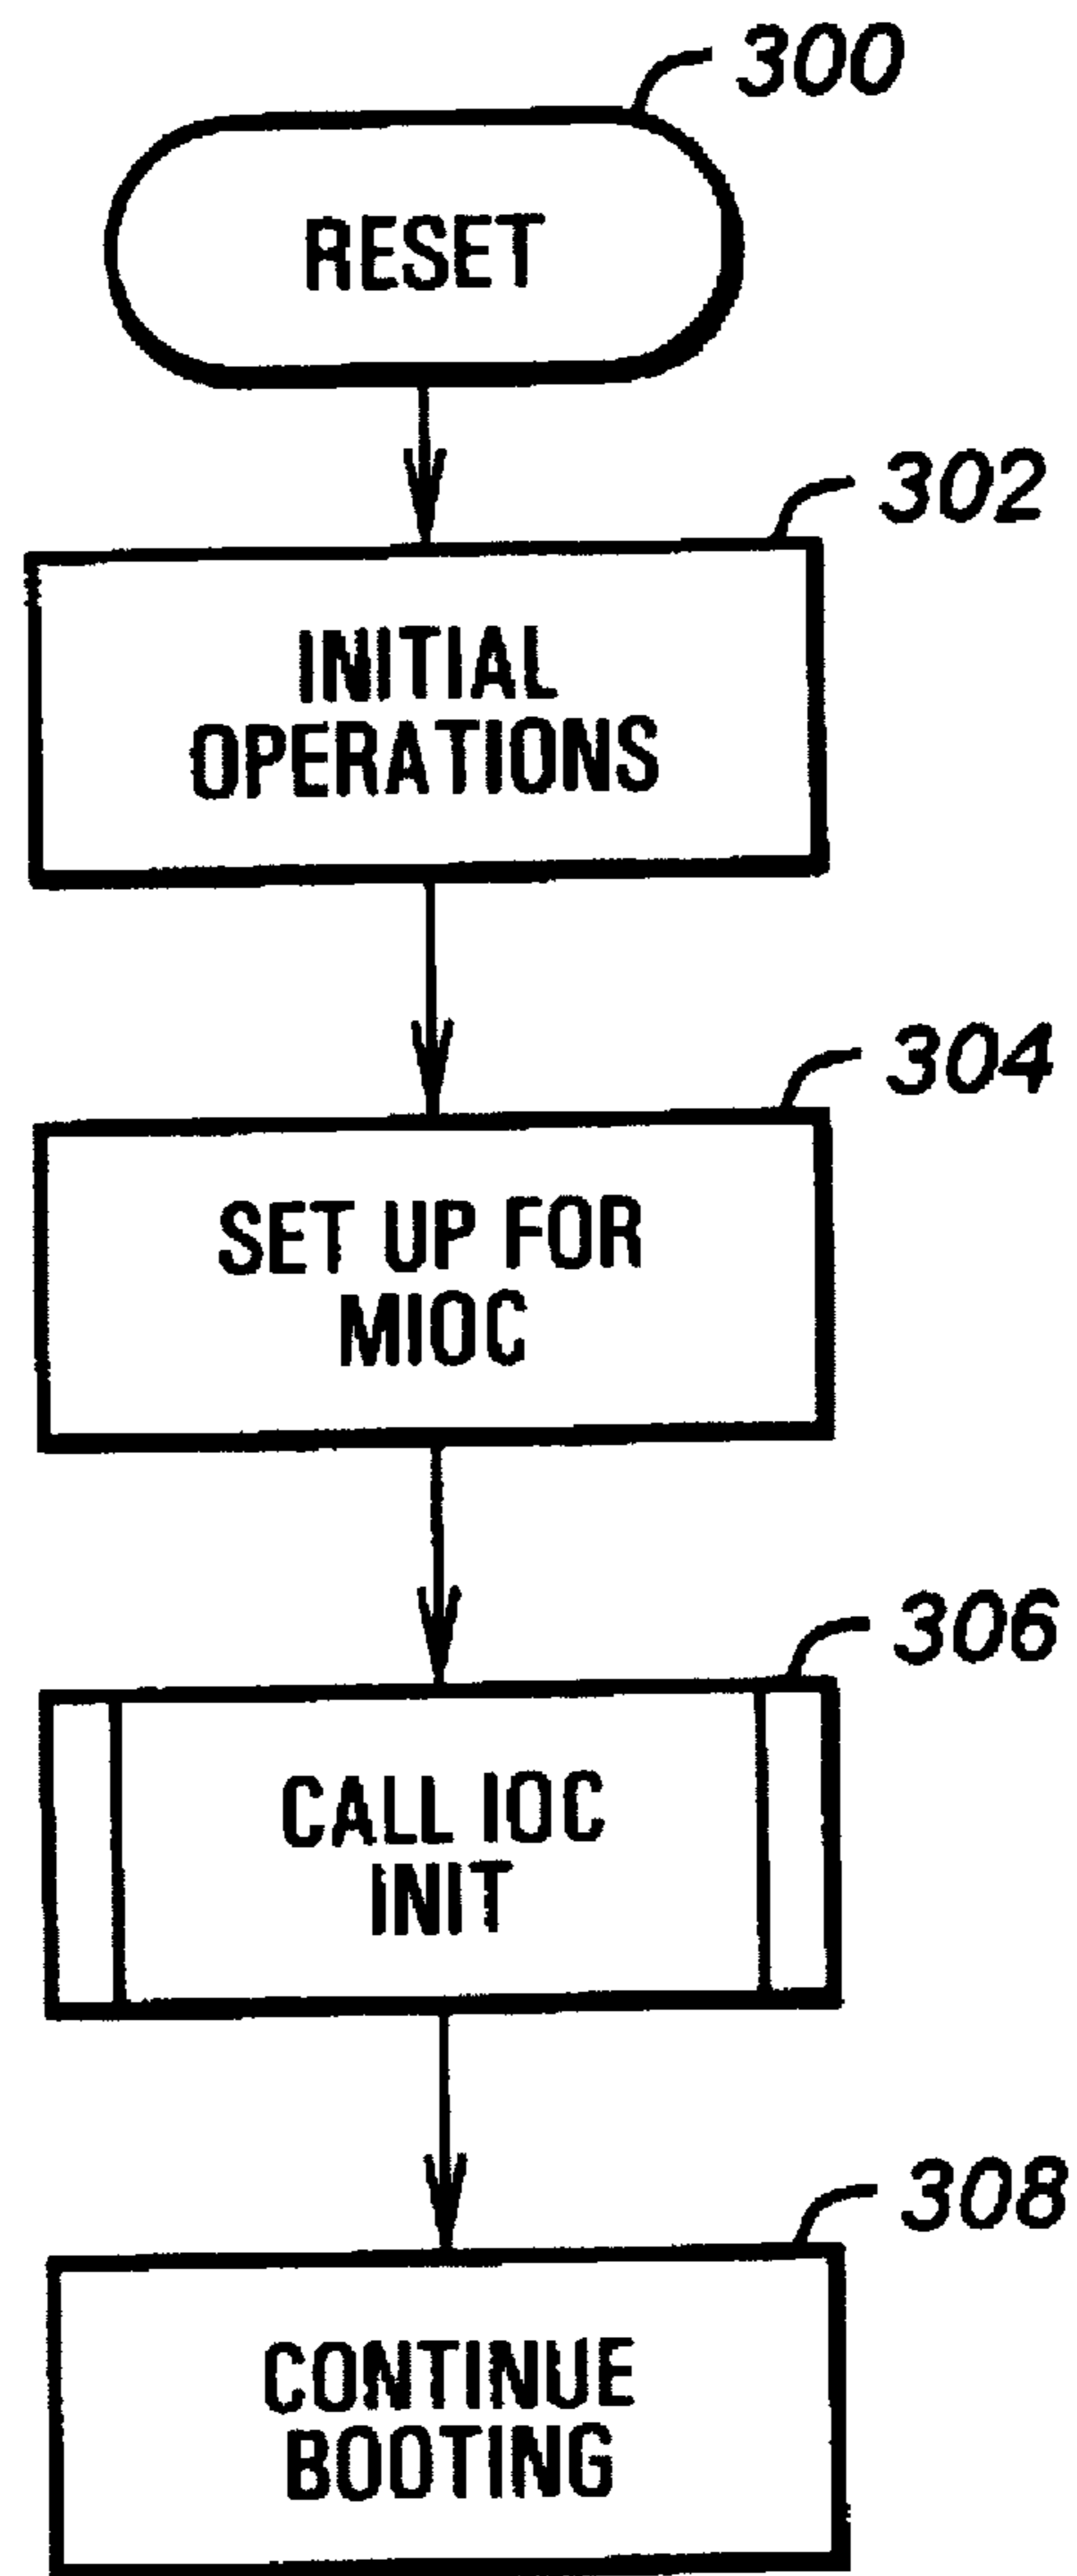 300
RESET
302
INITIAL
OPERATIONS
304
SET UP FOR
MIOC
306
CALL IOC
INIT
308
CONTINUE
BOOTING